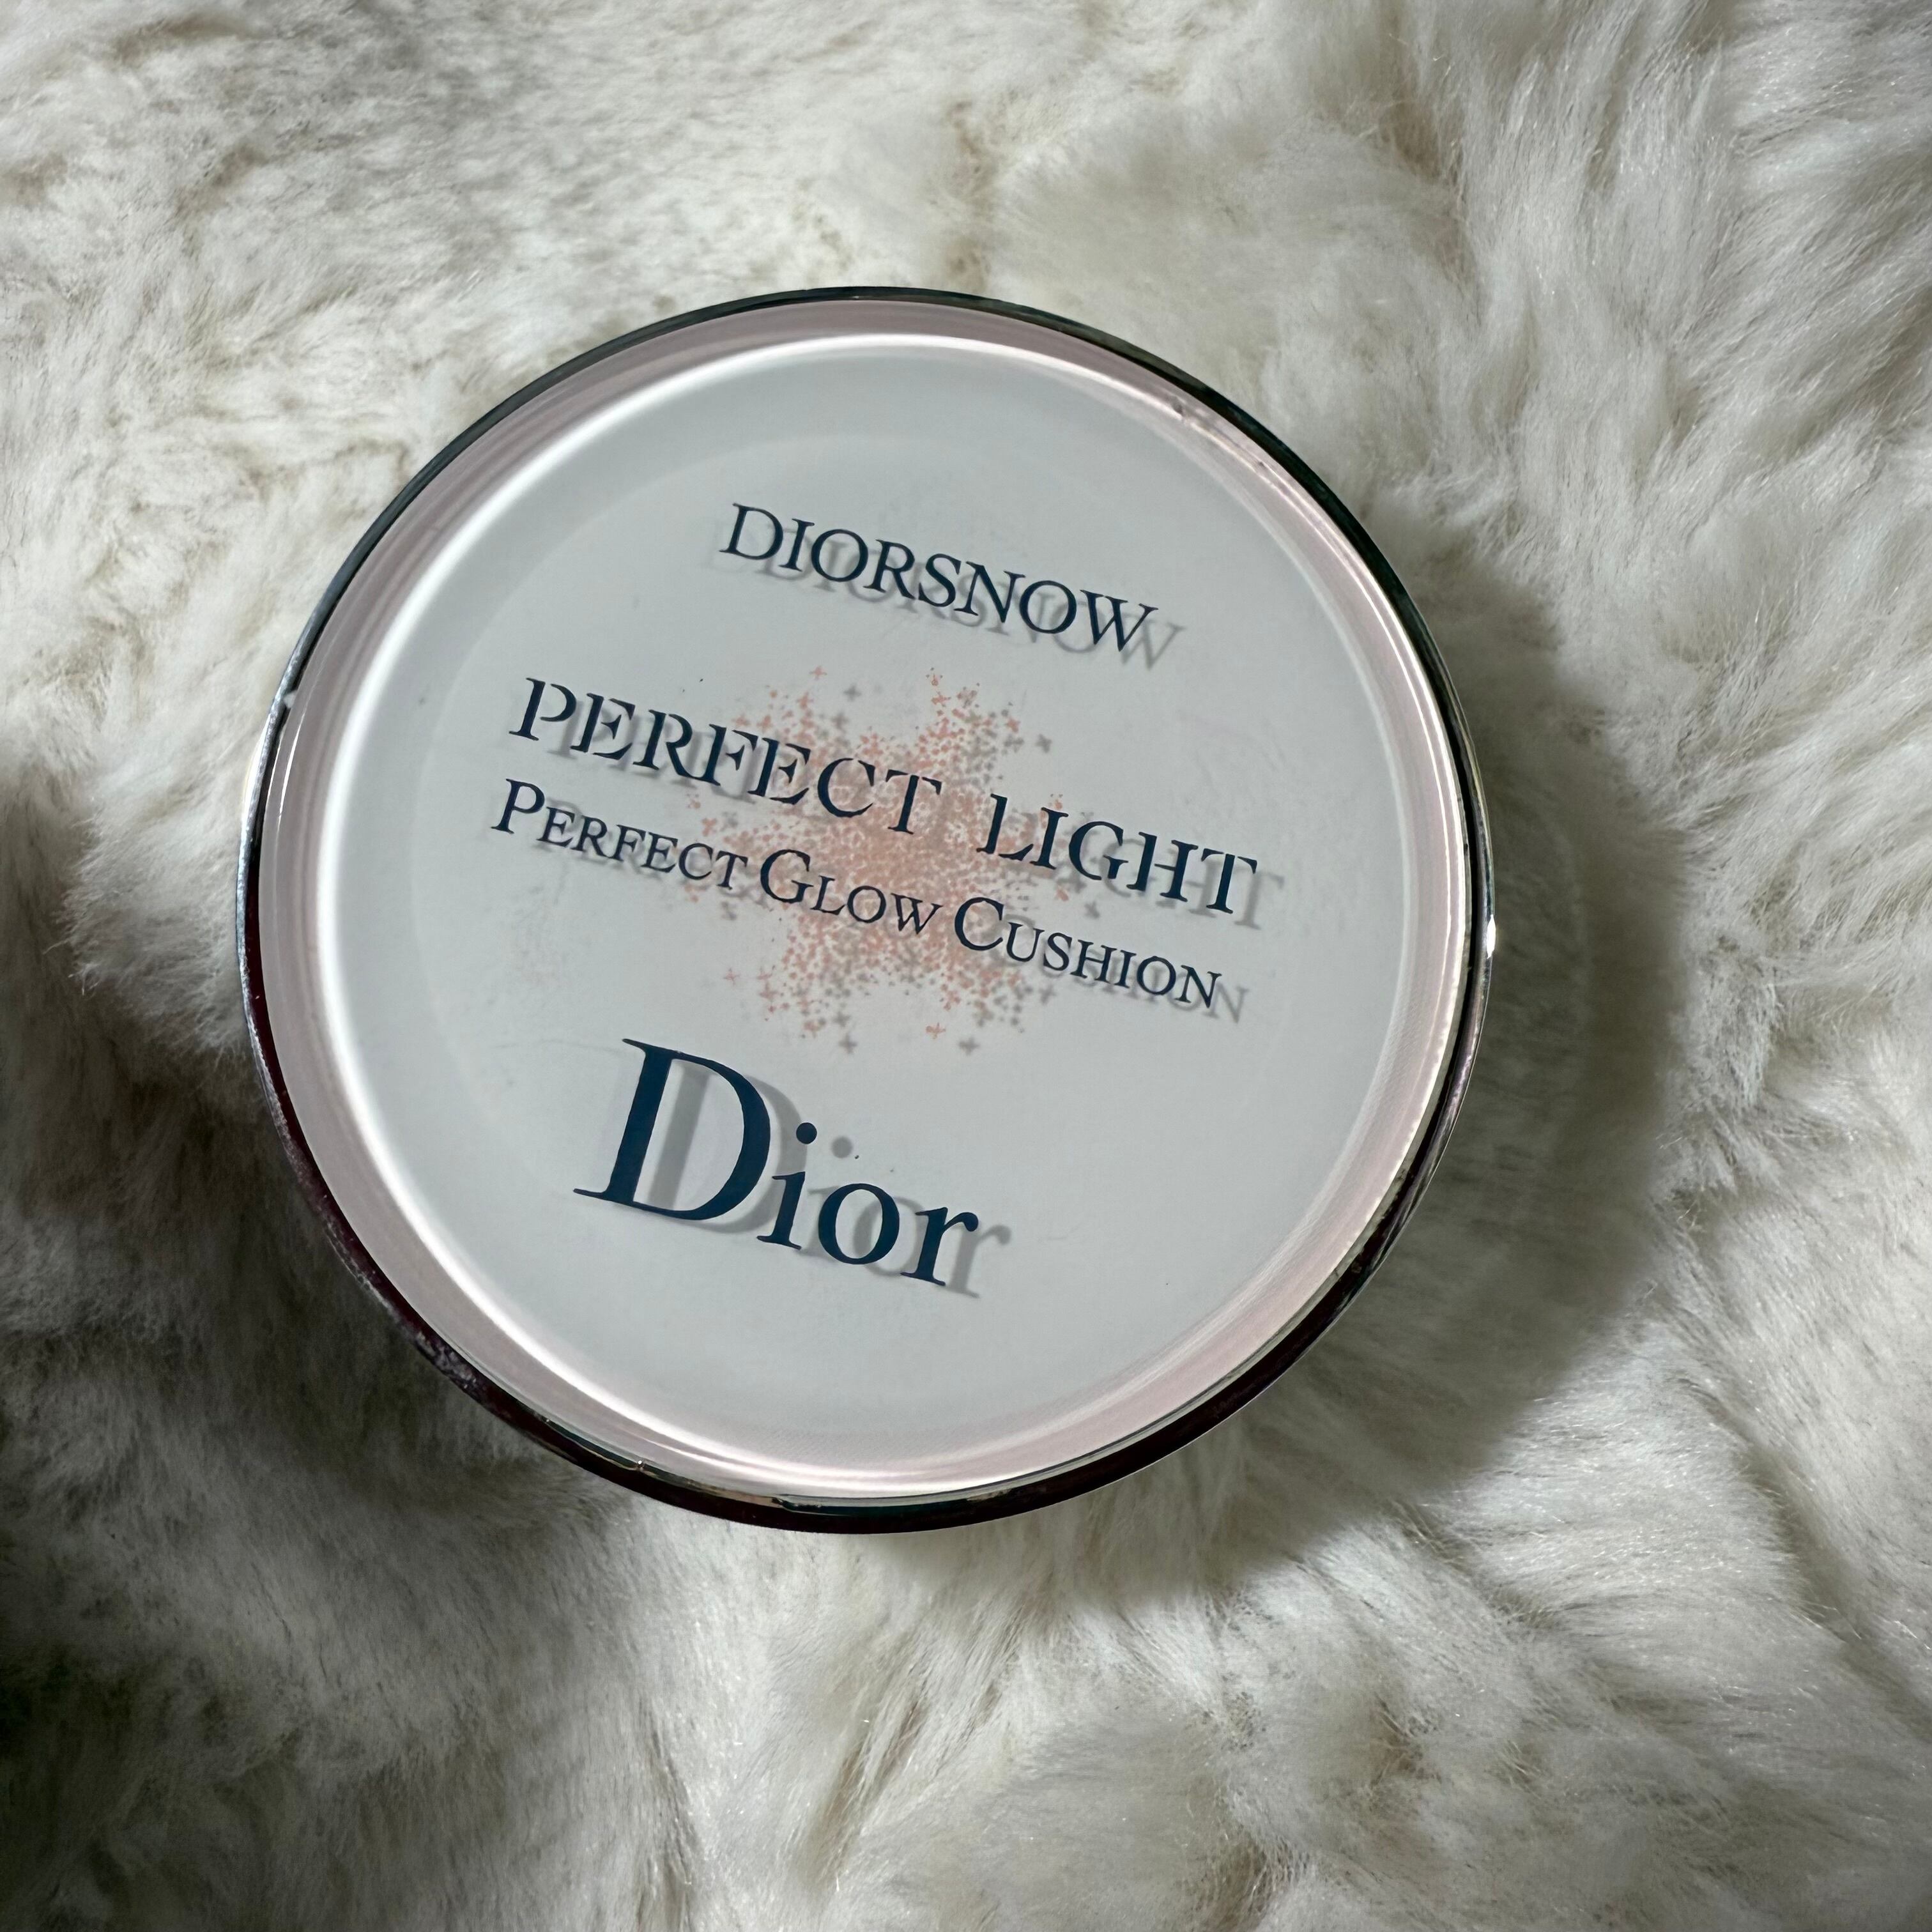 DIORSNOW
PERFECT LIGHT
PERFECT GLOW CUSHION
Dior